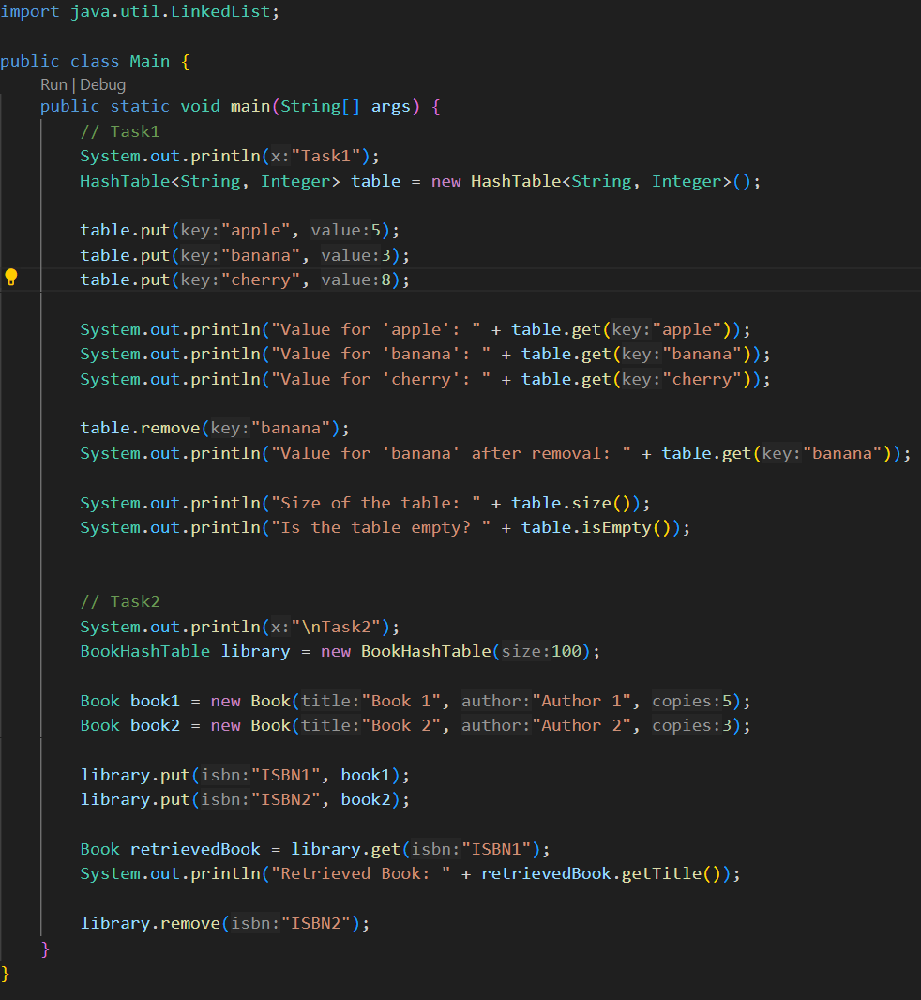 import java.util.LinkedList;
public class Main {
Run | Debug
public static void main(String[] args) {
// Task1
System.out.println(x:"Task1");
HashTable<String, Integer> table = new HashTable<String, Integer>();
table.put(key:"apple", value:5);
table.put(key:"banana", value:3);
table.put(key:"cherry", value:8);
System.out.println("Value for 'apple': " + table.get(key:"apple"));
System.out.println("Value for 'banana': " + table.get(key:"banana"));
System.out.println("Value for 'cherry': " + table.get(key:"cherry"));
table.remove(key:"banana");
System.out.println("Value for 'banana' after removal: " + table.get(key:"banana"));
System.out.println("Size of the table: " + table.size());
System.out.println("Is the table empty? " + table.isEmpty());
// Task2
System.out.println(x:"\nTask2");
BookHashTable library = new BookHashTable(size:100);
Book book1 = new Book(title:"Book 1", author:"Author 1", copies:5);
Book book2 = new Book(title:"Book 2", author:"Author 2", copies:3);
library.put(isbn:"ISBN1", book1);
library.put(isbn:"ISBN2", book2);
Book retrievedBook = library.get(isbn:"ISBN1");
System.out.println("Retrieved Book: " + retrievedBook.getTitle());
library.remove(isbn:"ISBN2");
}
}